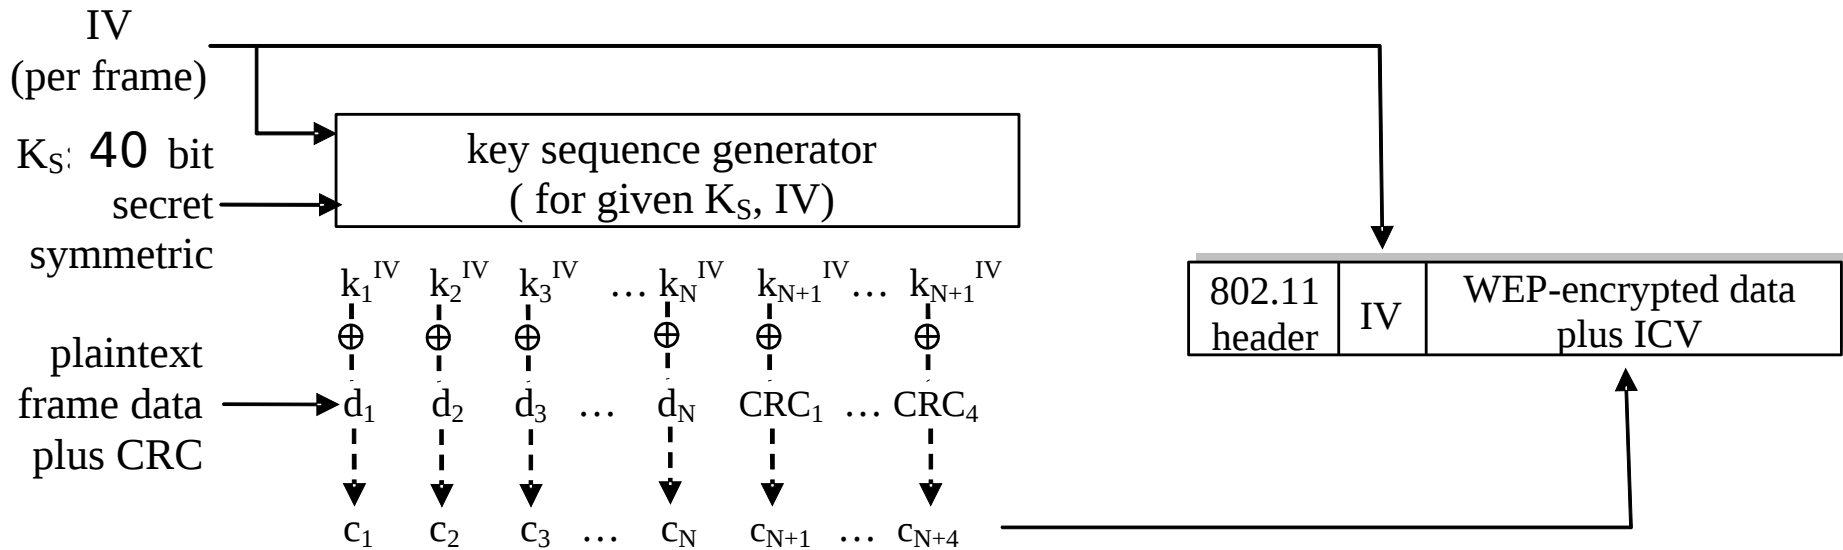 IV
(per frame)
K_S: 40 bit
secret
symmetric
key sequence generator
( for given K_S, IV)
k_1^IV k_2^IV k_3^IV … k_N^IV k_N+1^IV … k_N+1^IV
802.11
header
IV
WEP-encrypted data
plus ICV
plaintext
frame data
plus CRC
d_1 d_2 d_3 … d_N CRC_1 … CRC_4
c_1 c_2 c_3 … c_N c_N+1 … c_N+4